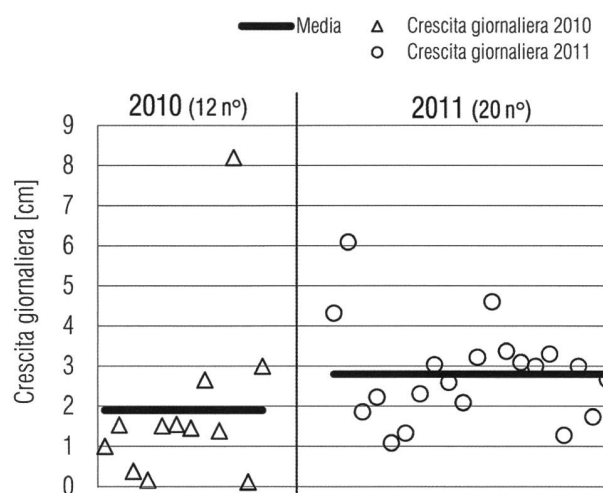 Media
Crescita giornaliera 2010
Crescita giornaliera 2011
2010 (12 n°)
2011 (20 n°)
Crescita giornaliera [cm]
9
8
7
6
5
4
3
2
1
0